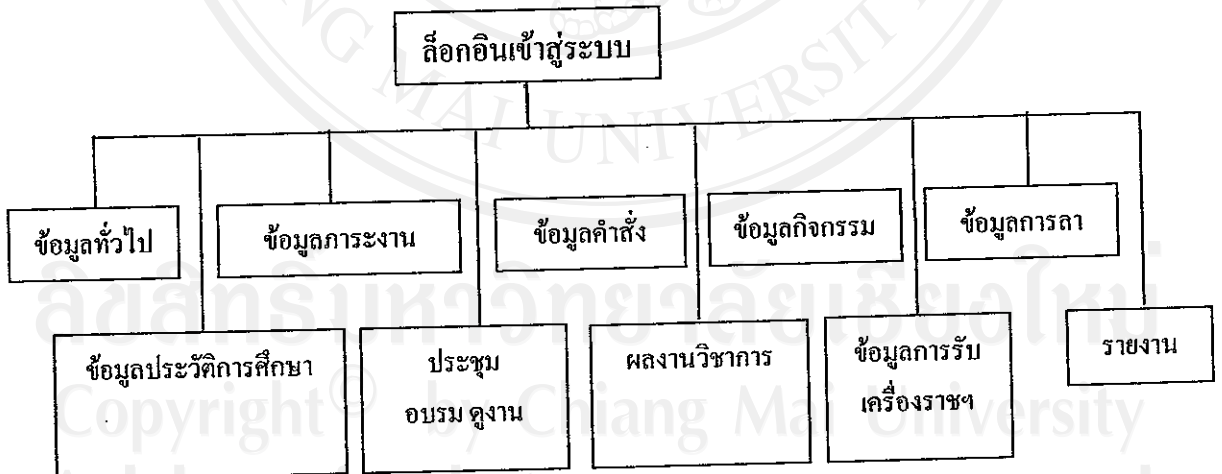 NG MAI UNIVERSIT
ล็อกอินเข้าสู่ระบบ
ข้อมูลทั่วไป
ข้อมูลภาระงาน
ข้อมูลคำสั่ง
ข้อมูลกิจกรรม
ข้อมูลการลา
ลิขสิทธิ์มหาวิทยาลัยเชียงใหม่
ข้อมูลประวัติการศึกษา
ประชุม
อบรม ดูงาน
ผลงานวิชาการ
ข้อมูลการรับ
เครื่องราชฯ
รายงาน
Copyright© by Chiang Mai University